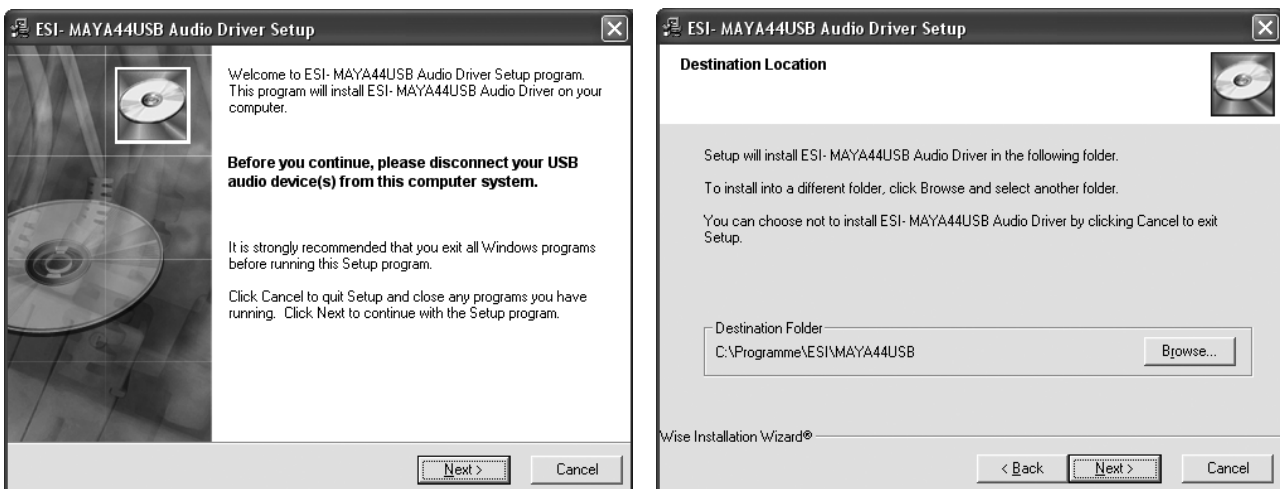 ESI- MAYA44USB Audio Driver Setup
Welcome to ESI- MAYA44USB Audio Driver Setup program.
This program will install ESI- MAYA44USB Audio Driver on your
computer.
Before you continue, please disconnect your USB
audio device(s) from this computer system.
It is strongly recommended that you exit all Windows programs
before running this Setup program.
Click Cancel to quit Setup and close any programs you have
running. Click Next to continue with the Setup program.
Next >
Cancel
ESI- MAYA44USB Audio Driver Setup
Destination Location
Setup will install ESI- MAYA44USB Audio Driver in the following folder.
To install into a different folder, click Browse and select another folder.
You can choose not to install ESI- MAYA44USB Audio Driver by clicking Cancel to exit
Setup.
Destination Folder
C:\Programme\ESI\MAYA44USB
Browse...
Wise Installation Wizard®
< Back
Next >
Cancel